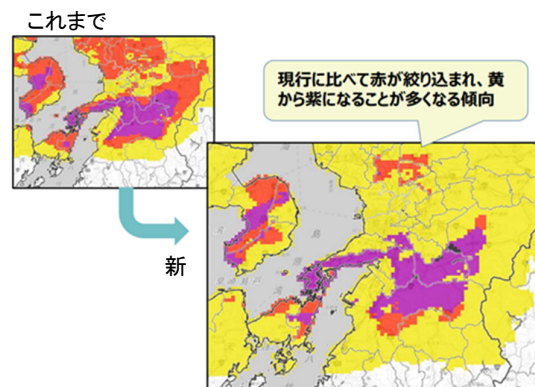 これまで
現行に比べて赤が絞り込まれ、黄
から紫になることが多くなる傾向
新